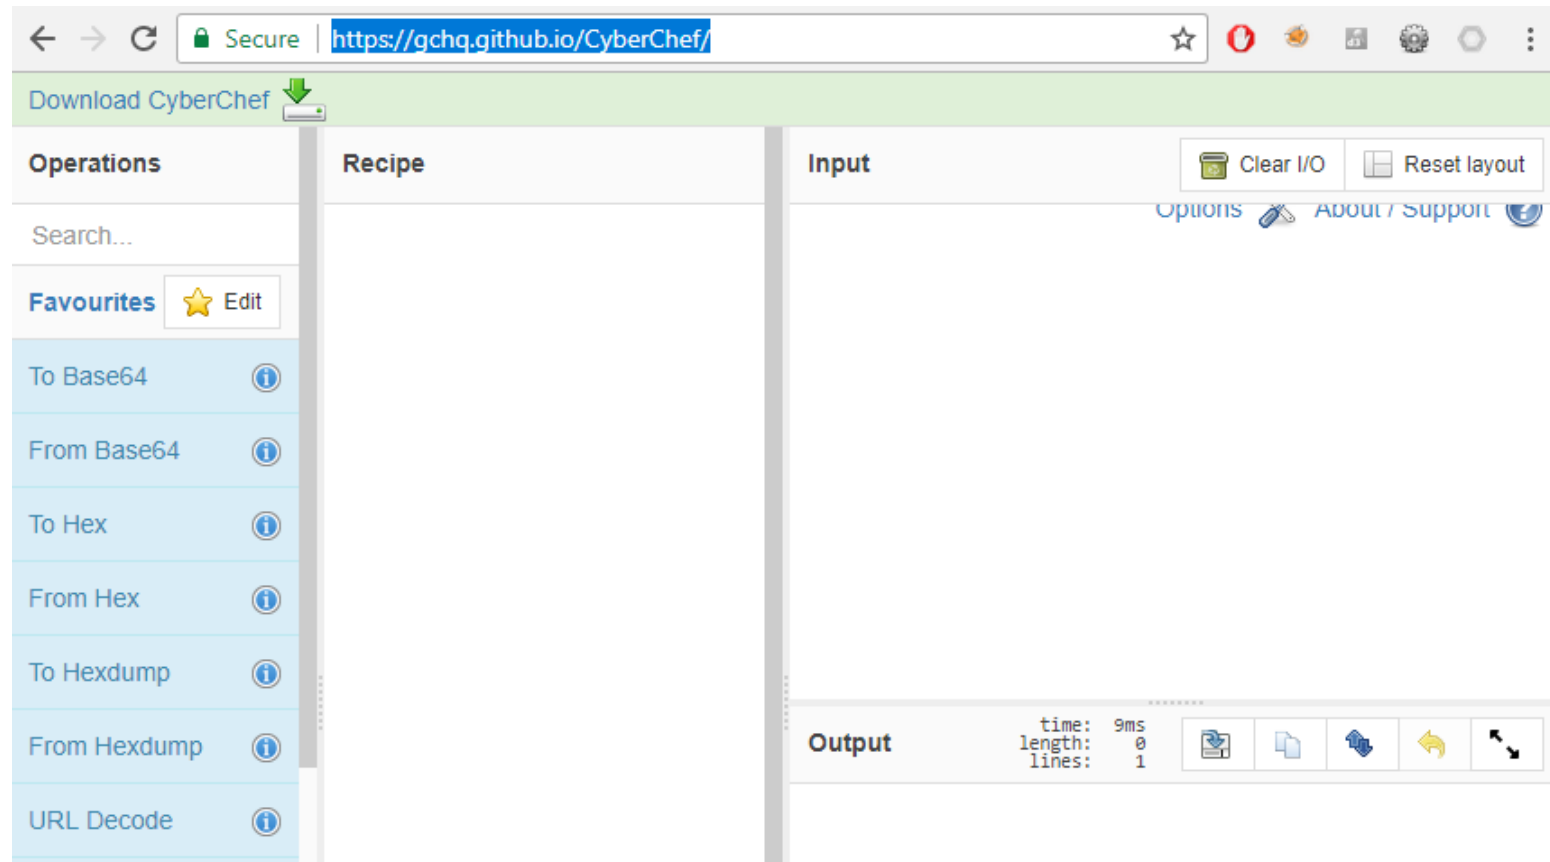 Secure | https://gchq.github.io/CyberChef/
Download CyberChef
Operations
Search...
Favourites Edit
To Base64
From Base64
To Hex
From Hex
To Hexdump
From Hexdump
URL Decode
Recipe
Input Clear I/O Reset layout
Options About / Support
Output
time: 9ms
length: 0
lines: 1